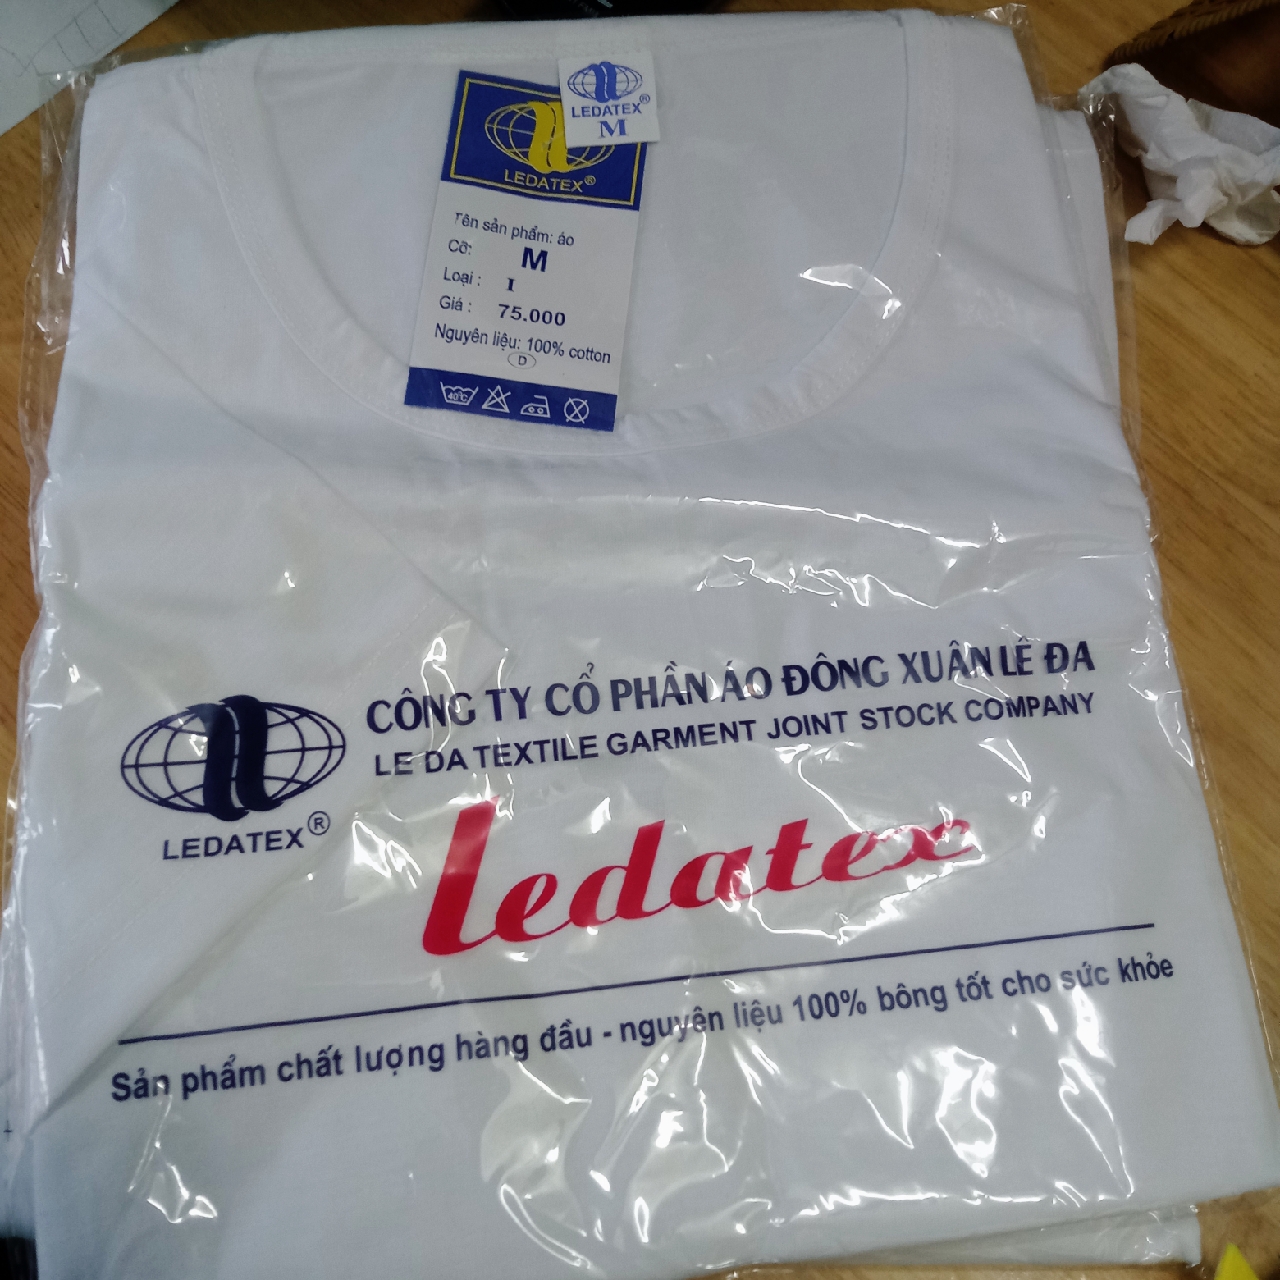 LEDATEX®
M
LEDATEX®
Tên sản phẩm: áo
Cỡ: M
Loại : I
Giá : 75.000
Nguyên liệu: 100% cotton
D
40°C
CÔNG TY CỔ PHẦN ÁO ĐÔNG XUÂN LÊ ĐA
LE DA TEXTILE GARMENT JOINT STOCK COMPANY
LEDATEX®
Ledatex
Sản phẩm chất lượng hàng đầu - nguyên liệu 100% bông tốt cho sức khỏe